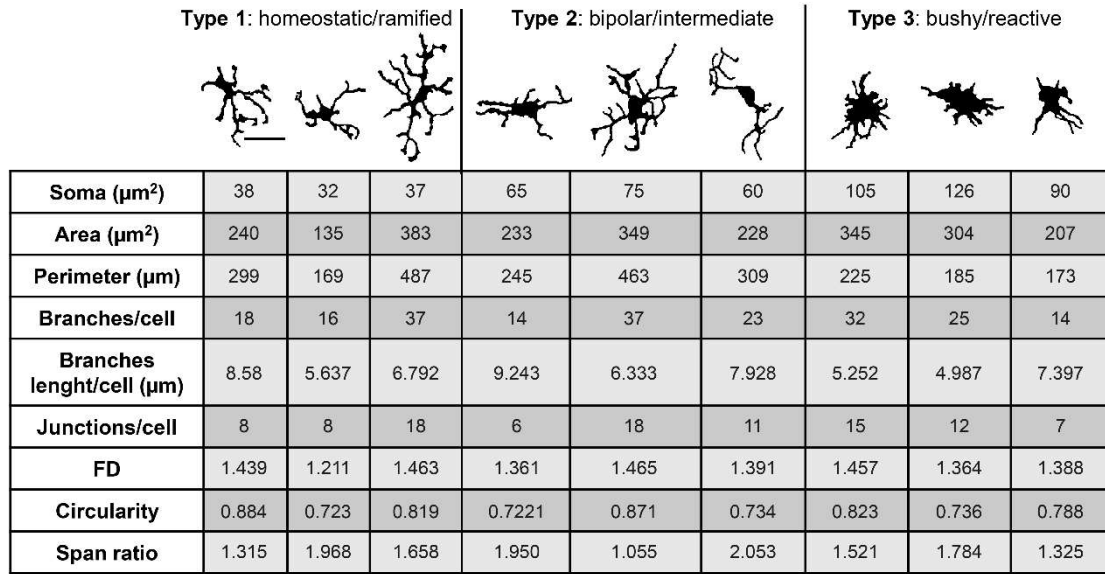 Type 1: homeostatic/ramified Type 2: bipolar/intermediate Type 3: bushy/reactive
Soma (µm²) 38 32 37 65 75 60 105 126 90
Area (µm²) 240 135 383 233 349 228 345 304 207
Perimeter (µm) 299 169 487 245 463 309 225 185 173
Branches/cell 18 16 37 14 37 23 32 25 14
Branches
lenght/cell (µm) 8.58 5.637 6.792 9.243 6.333 7.928 5.252 4.987 7.397
Junctions/cell 8 8 18 6 18 11 15 12 7
FD 1.439 1.211 1.463 1.361 1.465 1.391 1.457 1.364 1.388
Circularity 0.884 0.723 0.819 0.7221 0.871 0.734 0.823 0.736 0.788
Span ratio 1.315 1.968 1.658 1.950 1.055 2.053 1.521 1.784 1.325